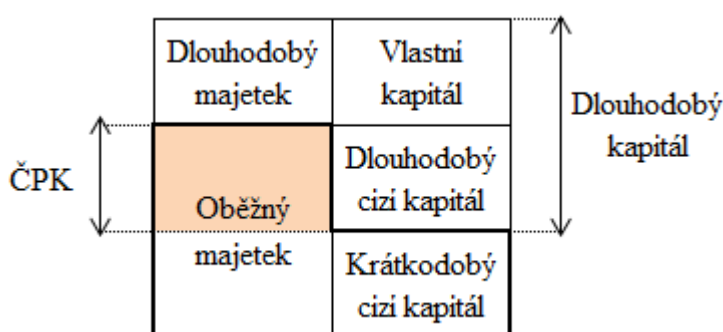 Dlouhodobý
majetek
Vlastní
kapitál
Dlouhodobý
kapitál
ČPK
Oběžný
majetek
Dlouhodobý
cizí kapitál
Krátkodobý
cizí kapitál